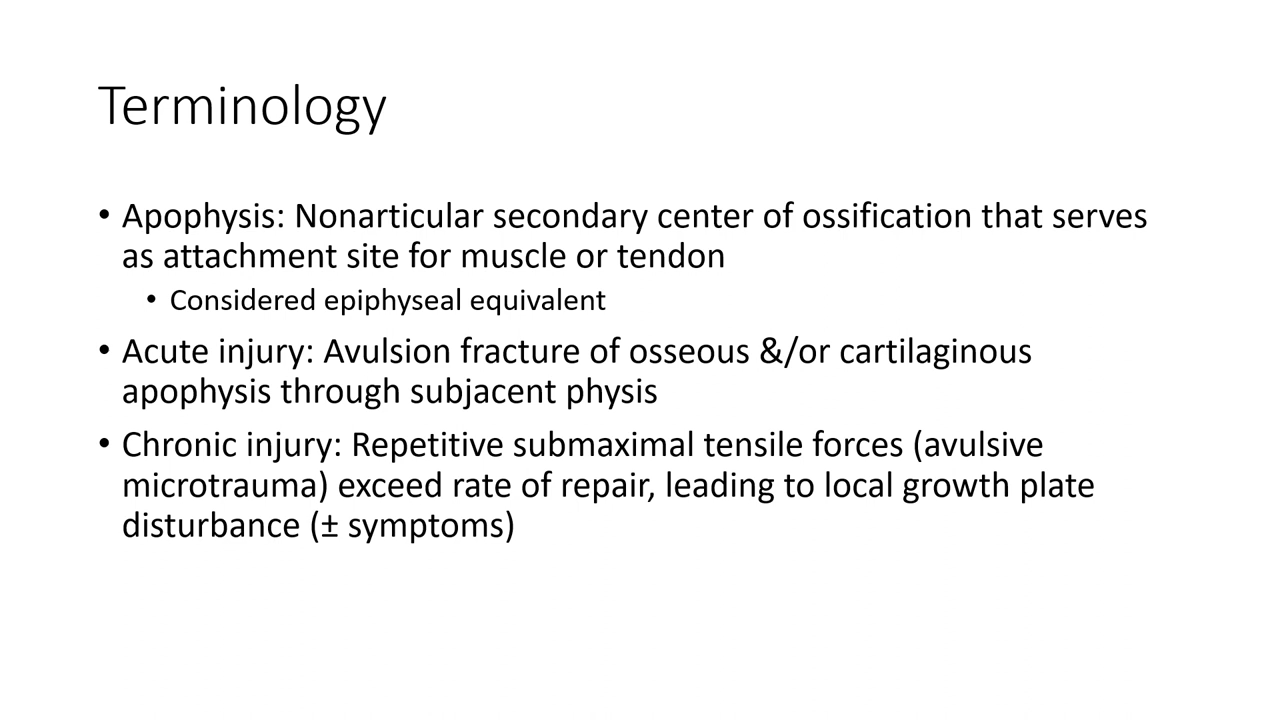 Terminology
• Apophysis: Nonarticular secondary center of ossification that serves
as attachment site for muscle or tendon
• Considered epiphyseal equivalent
• Acute injury: Avulsion fracture of osseous &/or cartilaginous
apophysis through subjacent physis
• Chronic injury: Repetitive submaximal tensile forces (avulsive
microtrauma) exceed rate of repair, leading to local growth plate
disturbance (± symptoms)